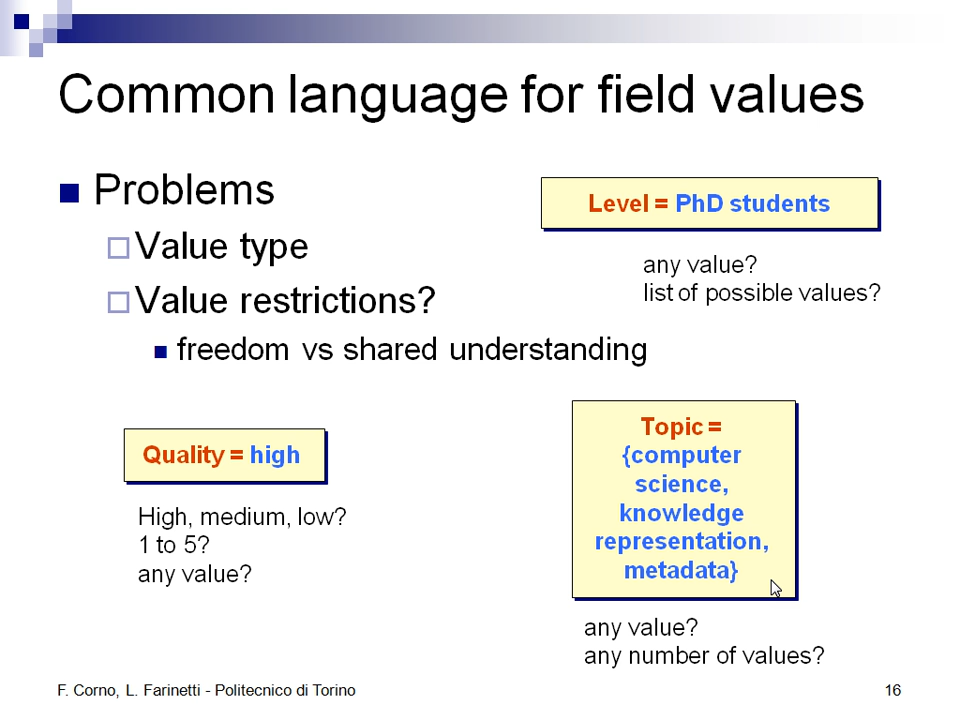 Common language for field values
Problems
Value type
Value restrictions?
freedom vs shared understanding
Level = PhD students
any value?
list of possible values?
Quality = high
High, medium, low?
1 to 5?
any value?
Topic =
{computer
science,
knowledge
representation,
metadata}
any value?
any number of values?
F. Corno, L. Farinetti - Politecnico di Torino
16